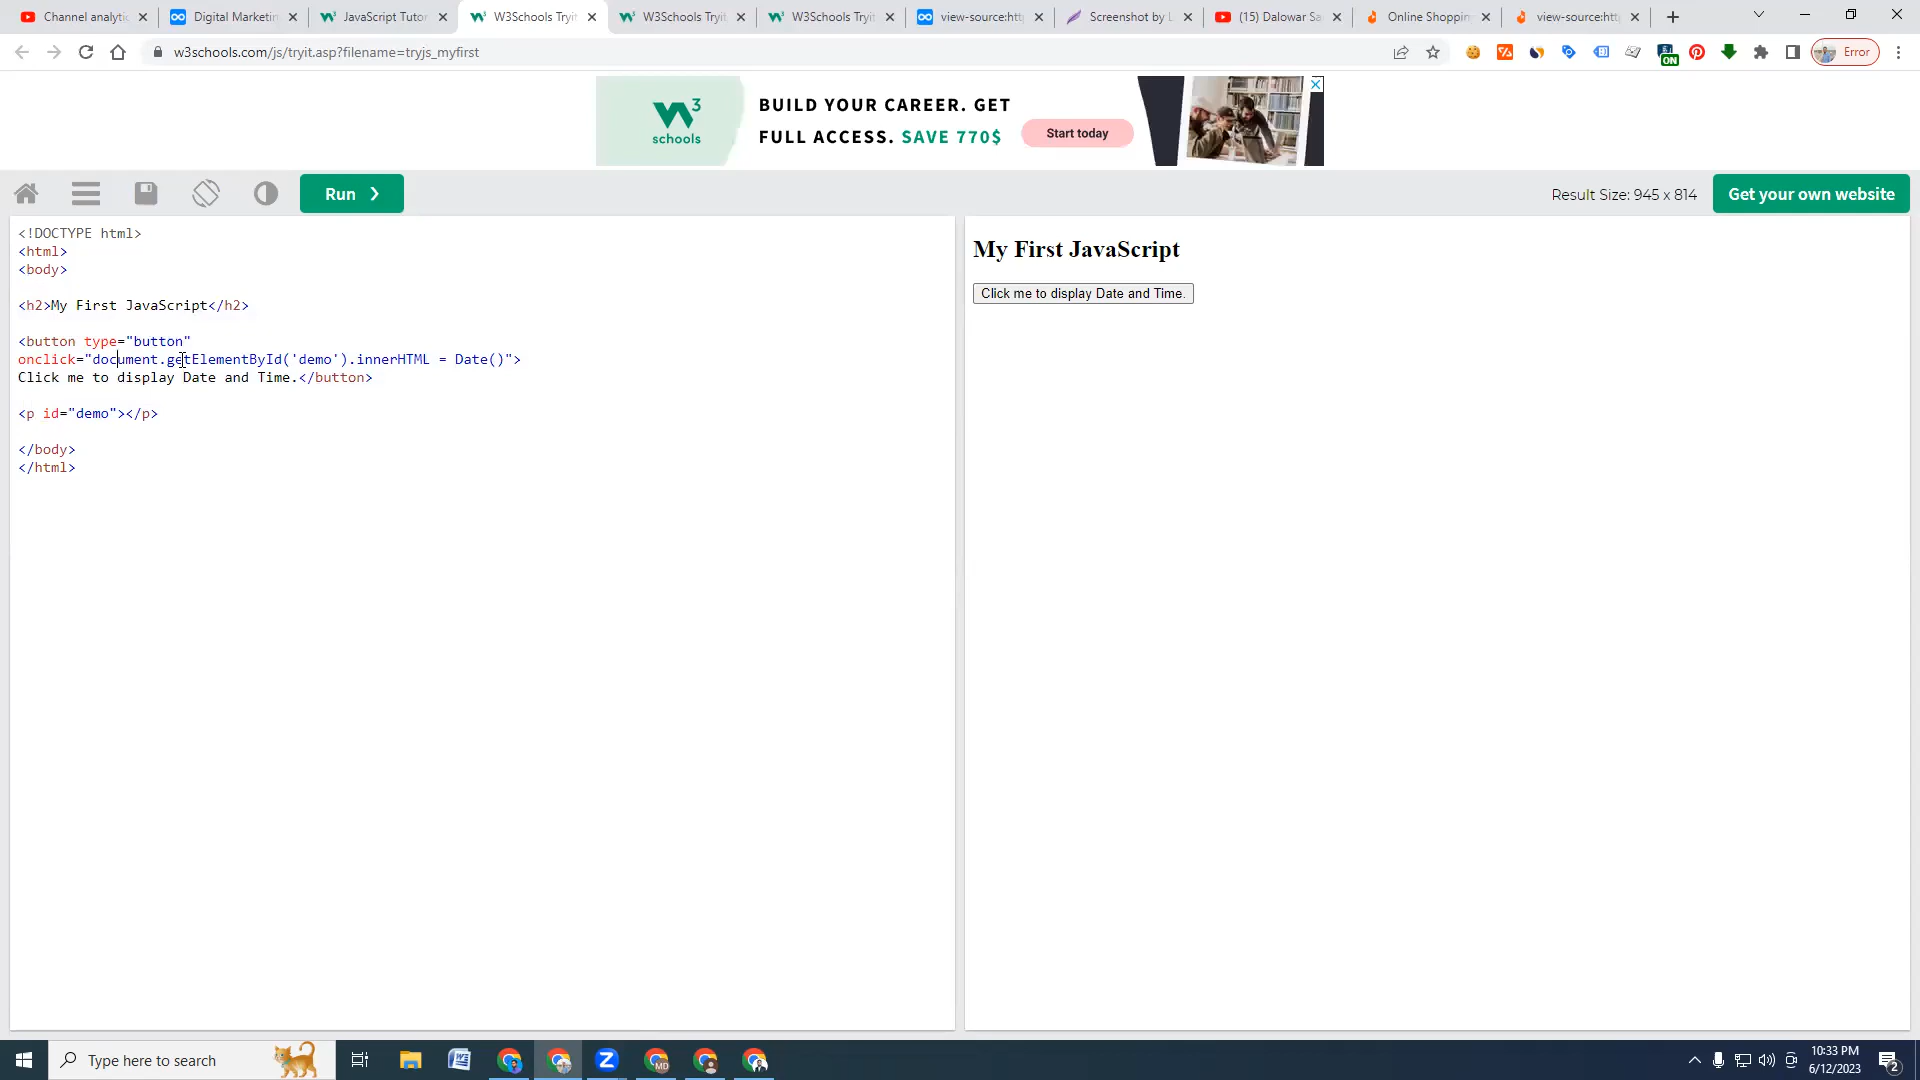 Channel analytic
Digital Marketin
JavaScript Tutor
W3Schools Tryit
W3Schools Tryit
W3Schools Tryit
view-source:htt
Screenshot by L
(15) Dalowar Sa
Online Shopping
view-source:htt
w3schools.com/js/tryit.asp?filename=tryjs_myfirst
ON
Error
W3
schools
BUILD YOUR CAREER. GET
FULL ACCESS. SAVE 770$
Start today
Run ❯
Result Size: 945 x 814
Get your own website
<!DOCTYPE html>
<html>
<body>
<h2>My First JavaScript</h2>
<button type="button"
onclick="document.getElementById('demo').innerHTML = Date()">
Click me to display Date and Time.</button>
<p id="demo"></p>
</body>
</html>
My First JavaScript
Click me to display Date and Time.
Type here to search
MD
10:33 PM
6/12/2023
2